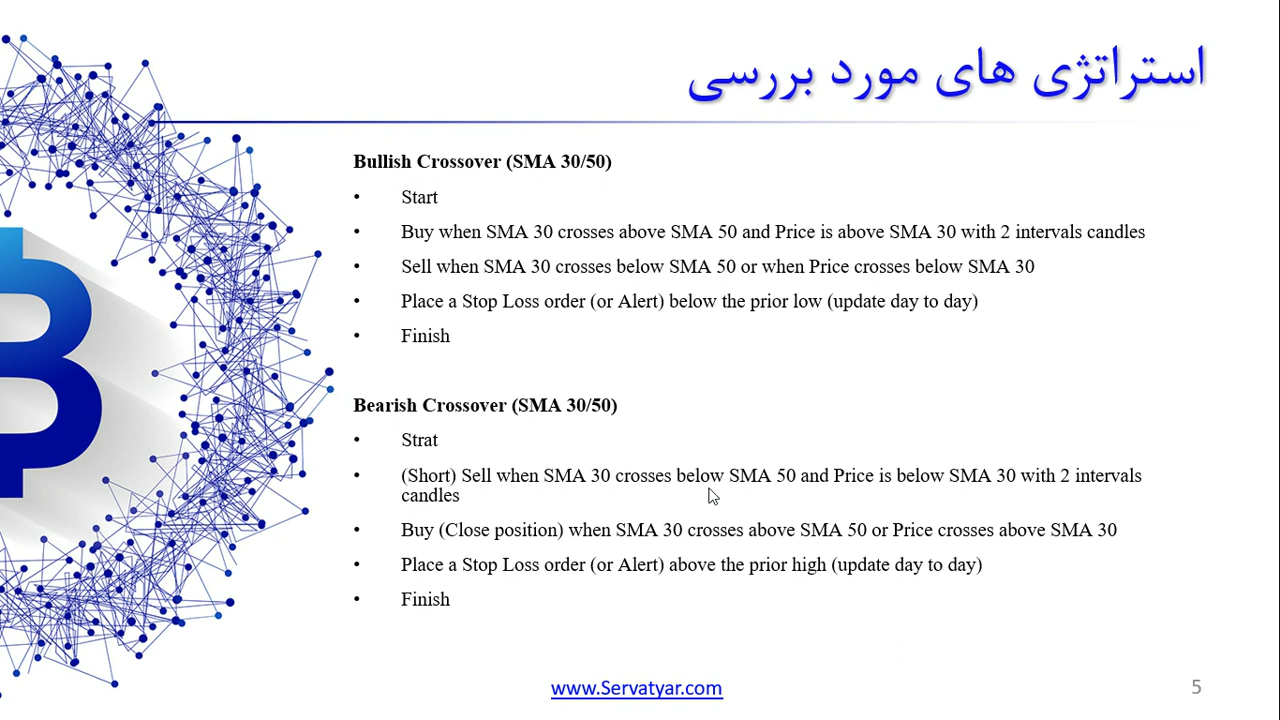 استراتژی های مورد بررسی
Bullish Crossover (SMA 30/50)
• Start
• Buy when SMA 30 crosses above SMA 50 and Price is above SMA 30 with 2 intervals candles
• Sell when SMA 30 crosses below SMA 50 or when Price crosses below SMA 30
• Place a Stop Loss order (or Alert) below the prior low (update day to day)
• Finish
Bearish Crossover (SMA 30/50)
• Strat
• (Short) Sell when SMA 30 crosses below SMA 50 and Price is below SMA 30 with 2 intervals
candles
• Buy (Close position) when SMA 30 crosses above SMA 50 or Price crosses above SMA 30
• Place a Stop Loss order (or Alert) above the prior high (update day to day)
• Finish
www.Servatyar.com
5